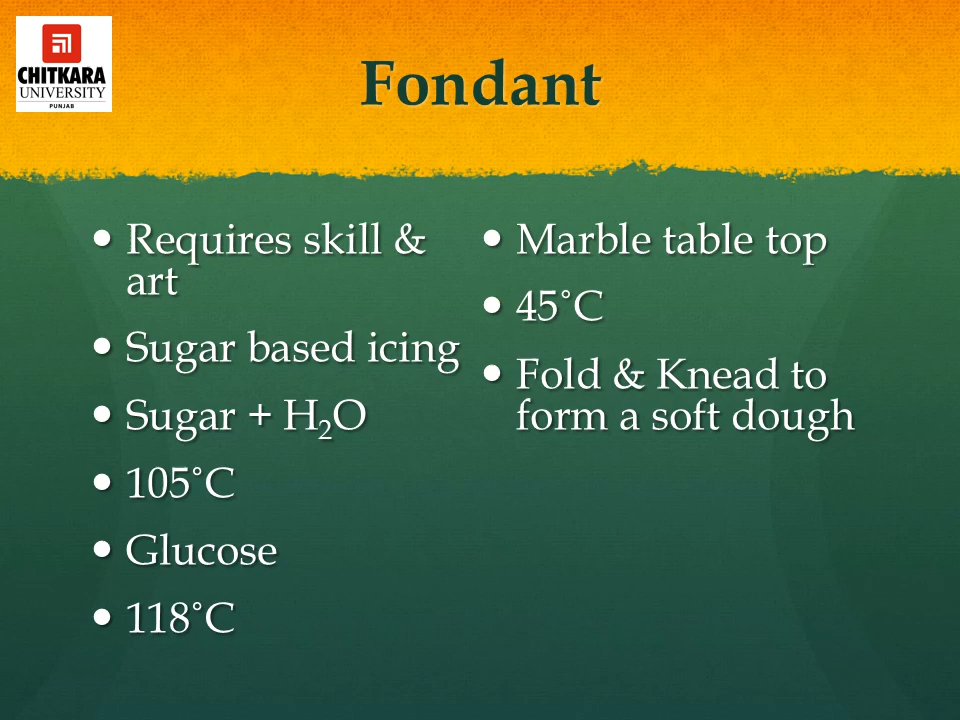 CHITKARA
UNIVERSITY
PUNJAB
Fondant
• Requires skill &
art
• Sugar based icing
• Sugar + H₂O
• 105˚C
• Glucose
• 118˚C
• Marble table top
• 45˚C
• Fold & Knead to
form a soft dough